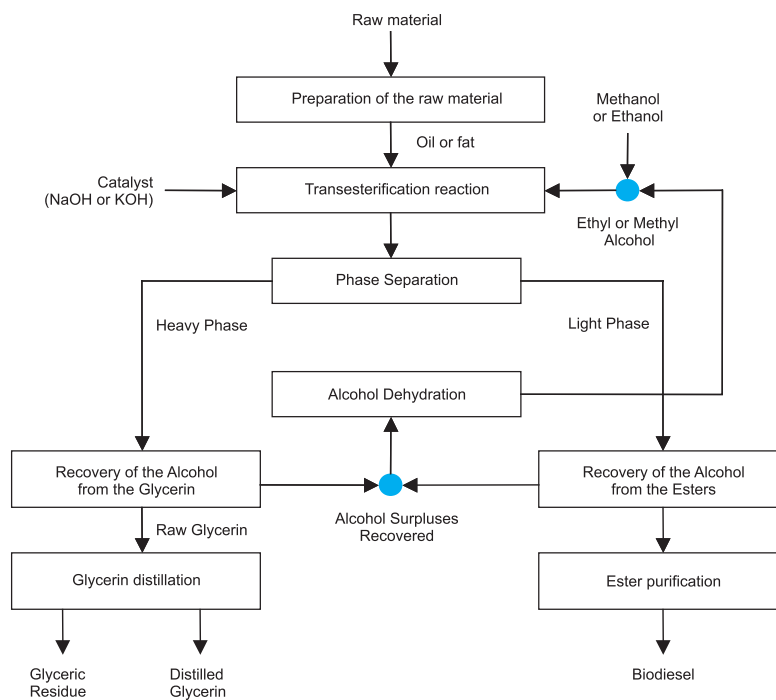 Raw material
Preparation of the raw material
Methanol
or Ethanol
Oil or fat
Catalyst
(NaOH or KOH)
Transesterification reaction
Ethyl or Methyl
Alcohol
Phase Separation
Heavy Phase
Light Phase
Alcohol Dehydration
Recovery of the Alcohol
from the Glycerin
Recovery of the Alcohol
from the Esters
Alcohol Surpluses
Recovered
Raw Glycerin
Glycerin distillation
Ester purification
Glyceric
Residue
Distilled
Glycerin
Biodiesel